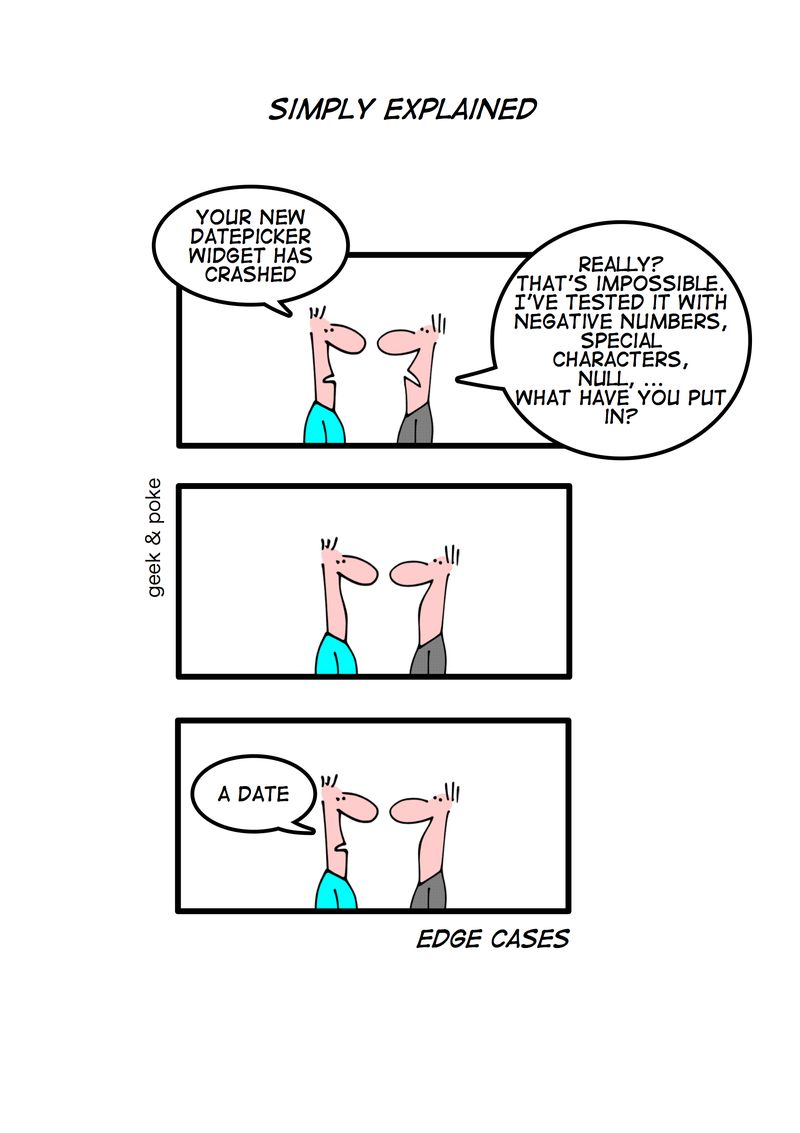 SIMPLY EXPLAINED
YOUR NEW
DATEPICKER
WIDGET HAS
CRASHED
REALLY?
THAT'S IMPOSSIBLE.
I'VE TESTED IT WITH
NEGATIVE NUMBERS,
SPECIAL
CHARACTERS,
NULL, ...
WHAT HAVE YOU PUT
IN?
geek & poke
A DATE
EDGE CASES